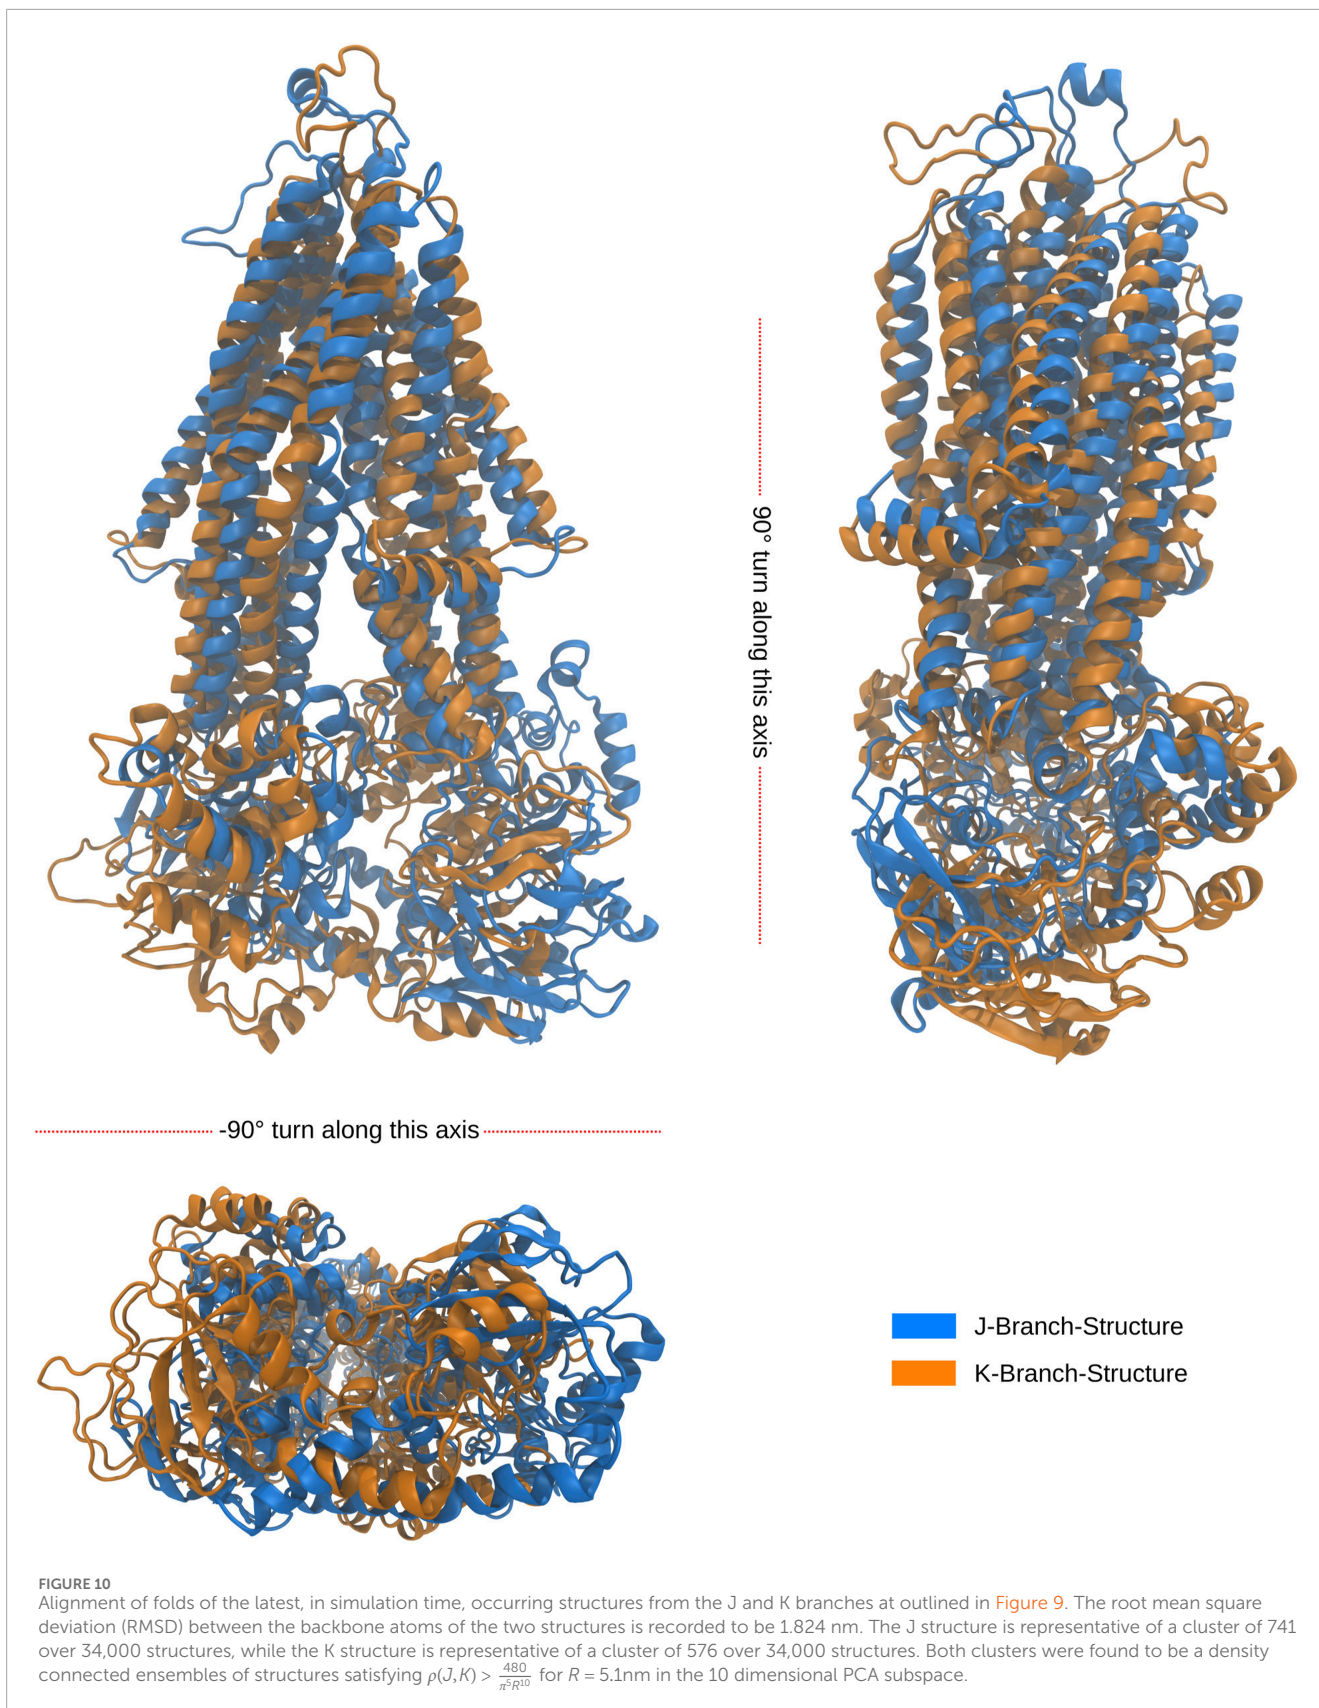 90° turn along this axis
-90° turn along this axis
J-Branch-Structure
K-Branch-Structure
FIGURE 10
Alignment of folds of the latest, in simulation time, occurring structures from the J and K branches at outlined in Figure 9. The root mean square
deviation (RMSD) between the backbone atoms of the two structures is recorded to be 1.824 nm. The J structure is representative of a cluster of 741
over 34,000 structures, while the K structure is representative of a cluster of 576 over 34,000 structures. Both clusters were found to be a density
connected ensembles of structures satisfying ρ(J,K) > 480/π⁵R¹⁰ for R = 5.1nm in the 10 dimensional PCA subspace.